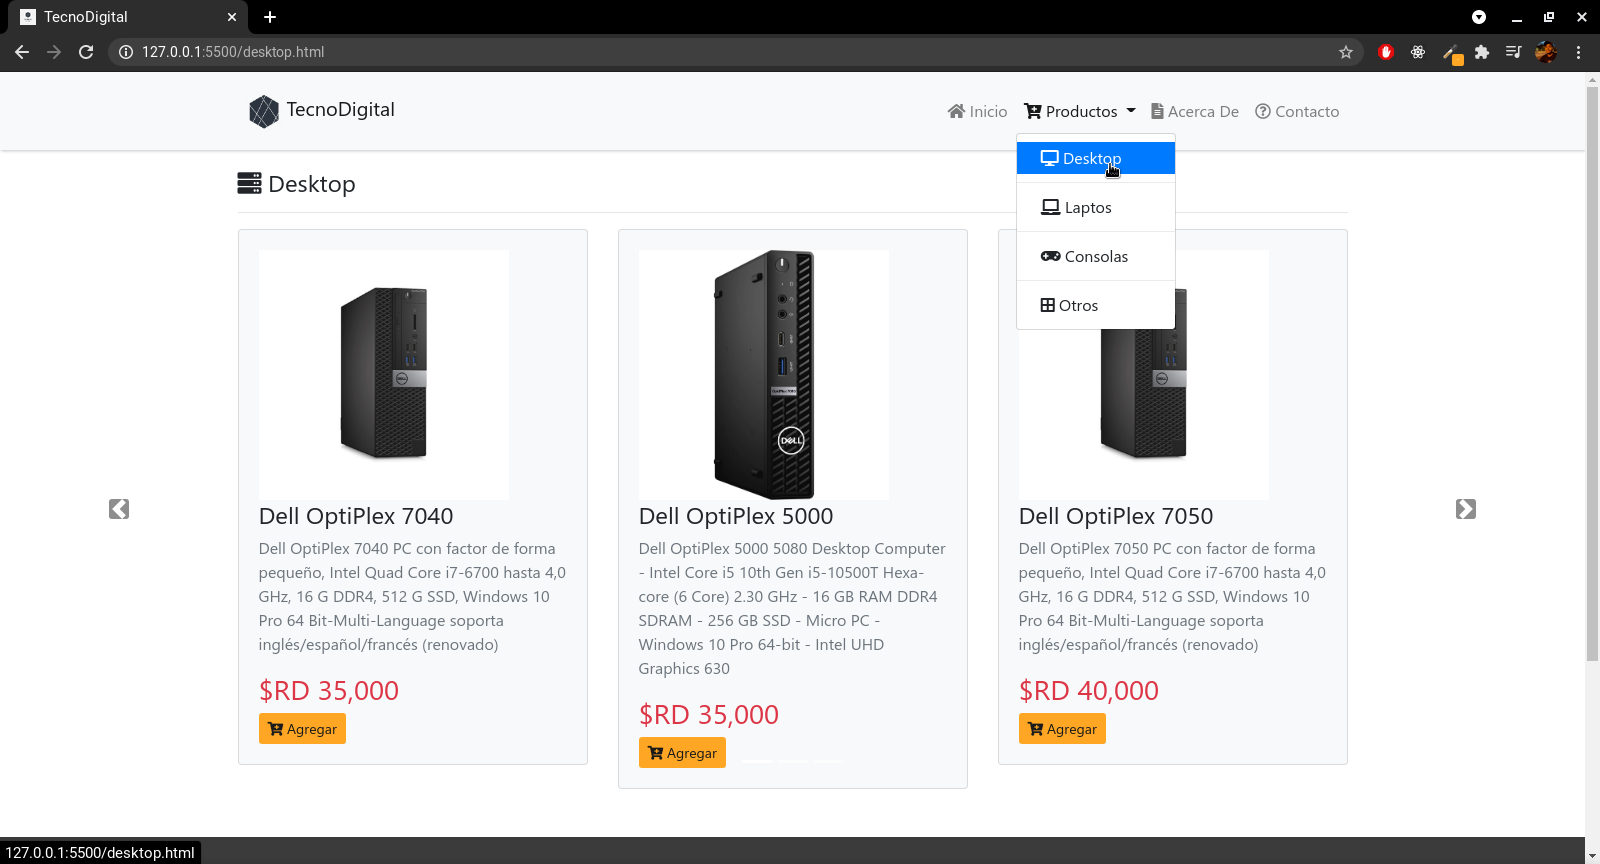 TecnoDigital
127.0.0.1:5500/desktop.html
TecnoDigital
Inicio
Productos
Acerca De
Contacto
Desktop
Laptos
Consolas
Otros
Desktop
Dell OptiPlex 7040
Dell OptiPlex 7040 PC con factor de forma
pequeño, Intel Quad Core i7-6700 hasta 4,0
GHz, 16 G DDR4, 512 G SSD, Windows 10
Pro 64 Bit-Multi-Language soporta
inglés/español/francés (renovado)
$RD 35,000
Agregar
DELL
Dell OptiPlex 5000
Dell OptiPlex 5000 5080 Desktop Computer
- Intel Core i5 10th Gen i5-10500T Hexa-
core (6 Core) 2.30 GHz - 16 GB RAM DDR4
SDRAM - 256 GB SSD - Micro PC -
Windows 10 Pro 64-bit - Intel UHD
Graphics 630
$RD 35,000
Agregar
Dell OptiPlex 7050
Dell OptiPlex 7050 PC con factor de forma
pequeño, Intel Quad Core i7-6700 hasta 4,0
GHz, 16 G DDR4, 512 G SSD, Windows 10
Pro 64 Bit-Multi-Language soporta
inglés/español/francés (renovado)
$RD 40,000
Agregar
127.0.0.1:5500/desktop.html